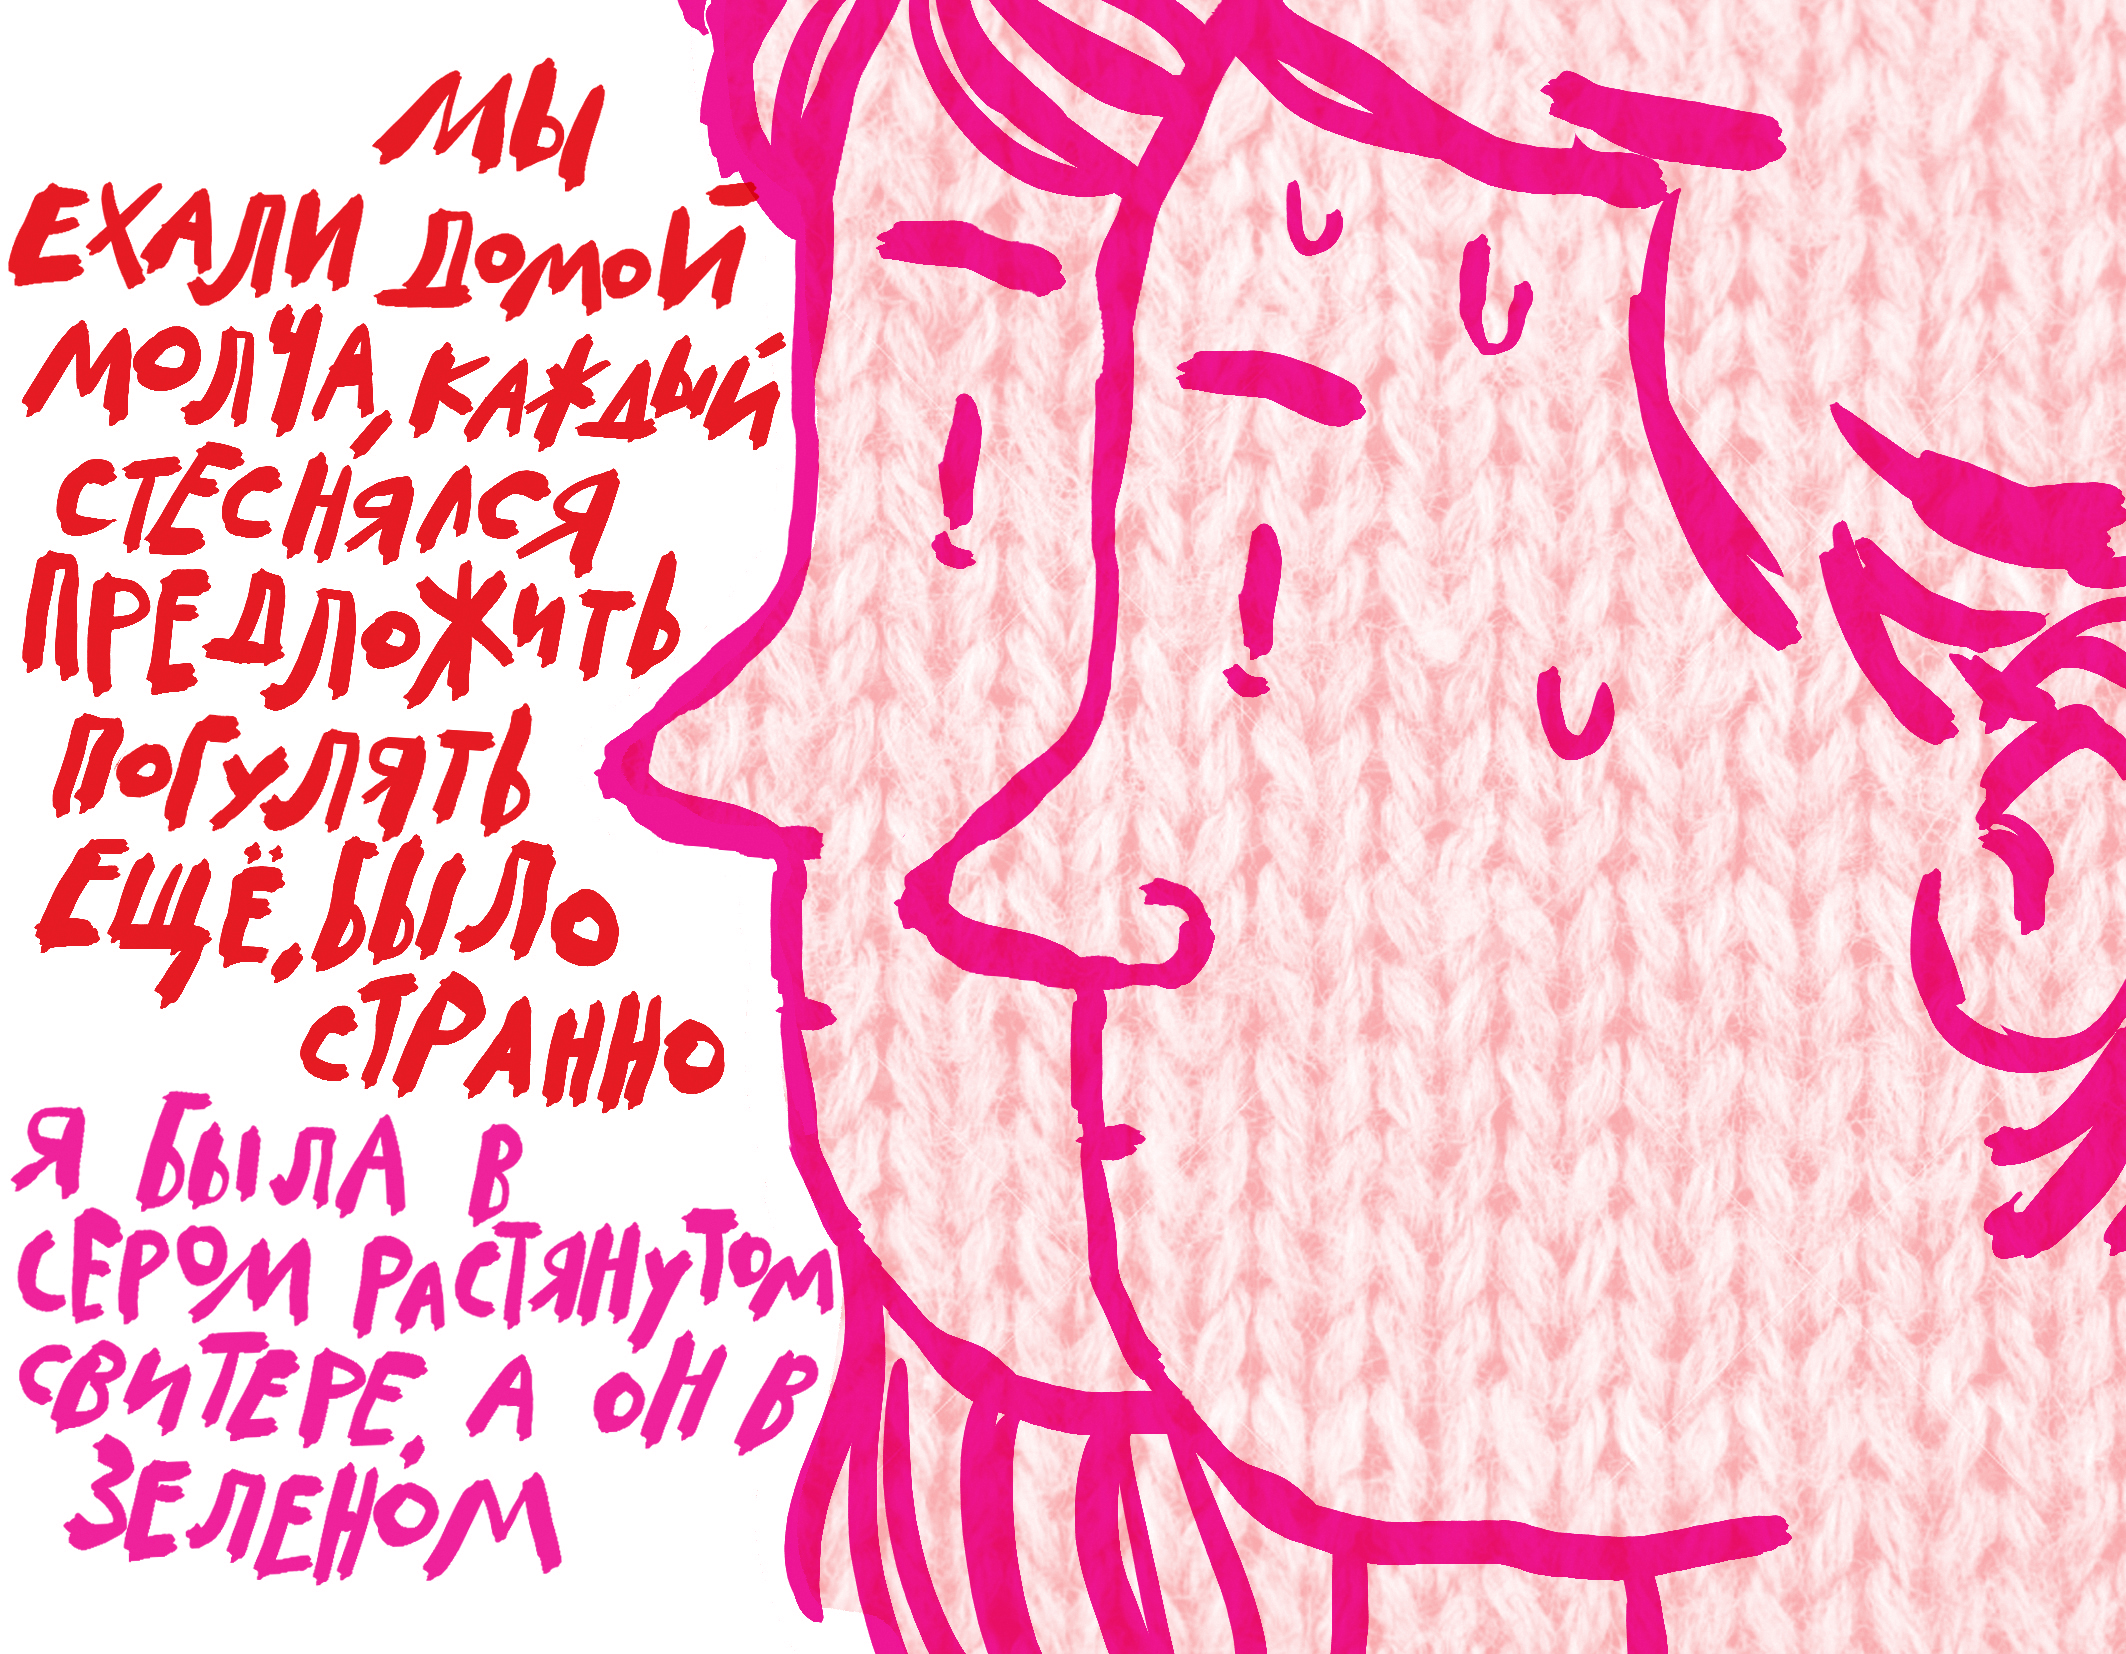 МЫ
ЕХАЛИ ДОМОЙ
МОЛЧА, КАЖДЫЙ
СТЕСНЯЛСЯ
ПРЕДЛОЖИТЬ
ПОГУЛЯТЬ
ЕЩЁ, БЫЛО
СТРАННО
Я БЫЛА В
СЕРОМ РАСТЯНУТОМ
СВИТЕРЕ, А ОН В
ЗЕЛЕНОМ